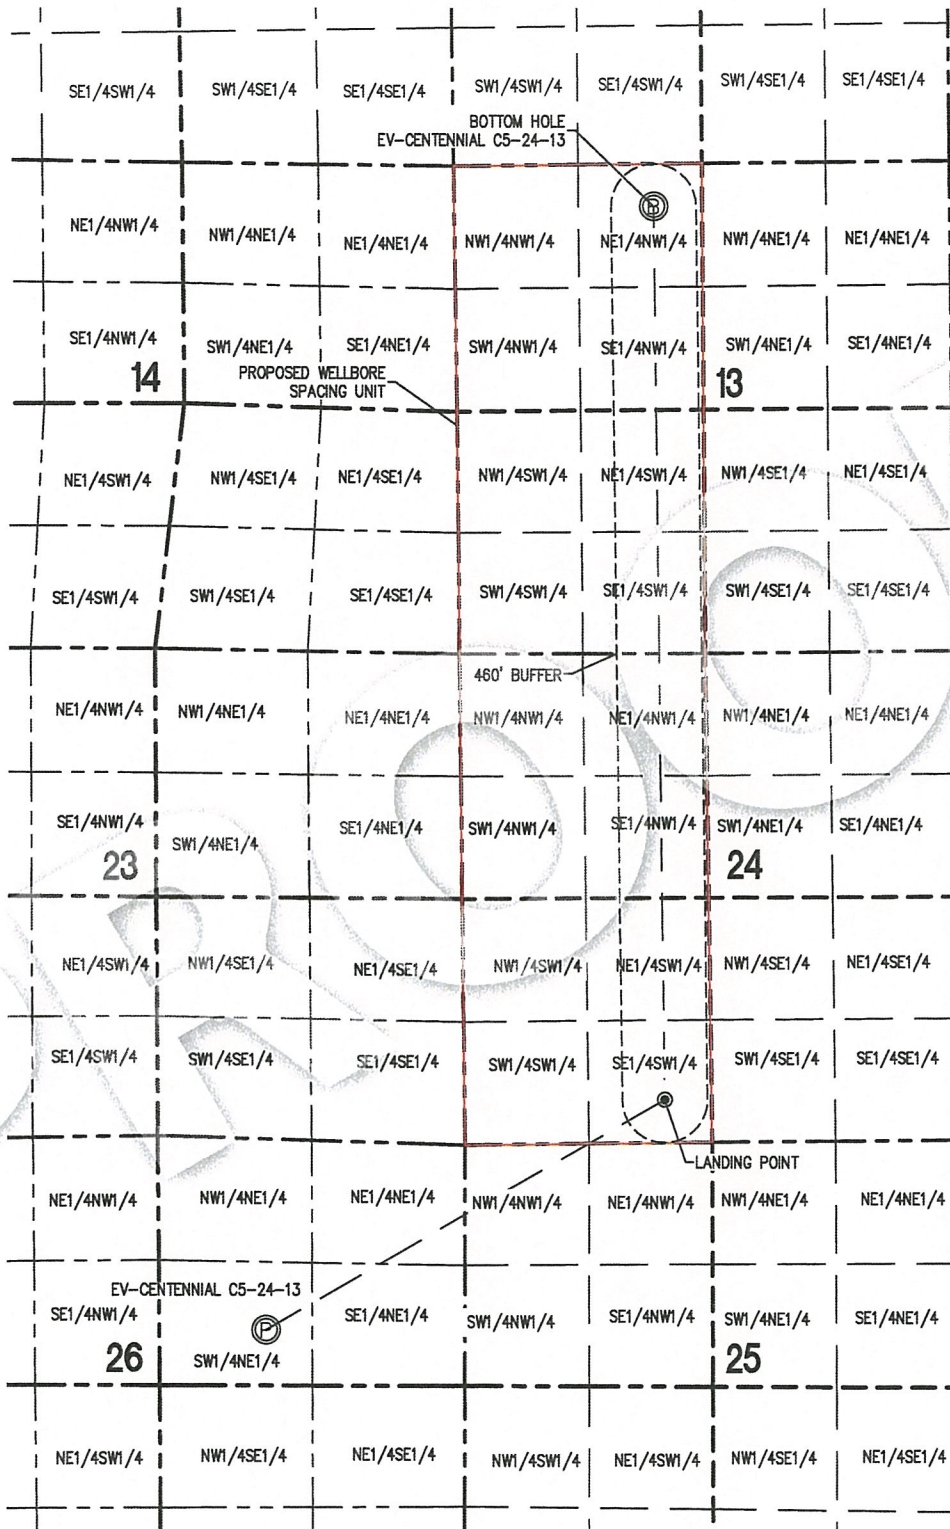 SE1/4SW1/4 SW1/4SE1/4 SE1/4SE1/4 SW1/4SW1/4 SE1/4SW1/4 SW1/4SE1/4 SE1/4SE1/4
BOTTOM HOLE
EV-CENTENNIAL C5-24-13
B
NE1/4NW1/4 NW1/4NE1/4 NE1/4NE1/4 NW1/4NW1/4 NE1/4NW1/4 NW1/4NE1/4 NE1/4NE1/4
SE1/4NW1/4 SW1/4NE1/4 SE1/4NE1/4 SW1/4NW1/4 SE1/4NW1/4 SW1/4NE1/4 SE1/4NE1/4
14 13
PROPOSED WELLBORE
SPACING UNIT
NE1/4SW1/4 NW1/4SE1/4 NE1/4SE1/4 NW1/4SW1/4 NE1/4SW1/4 NW1/4SE1/4 NE1/4SE1/4
SE1/4SW1/4 SW1/4SE1/4 SE1/4SE1/4 SW1/4SW1/4 SE1/4SW1/4 SW1/4SE1/4 SE1/4SE1/4
460' BUFFER
NE1/4NW1/4 NW1/4NE1/4 NE1/4NE1/4 NW1/4NW1/4 NE1/4NW1/4 NW1/4NE1/4 NE1/4NE1/4
SE1/4NW1/4 SW1/4NE1/4 SE1/4NE1/4 SW1/4NW1/4 SE1/4NW1/4 SW1/4NE1/4 SE1/4NE1/4
23 24
NE1/4SW1/4 NW1/4SE1/4 NE1/4SE1/4 NW1/4SW1/4 NE1/4SW1/4 NW1/4SE1/4 NE1/4SE1/4
SE1/4SW1/4 SW1/4SE1/4 SE1/4SE1/4 SW1/4SW1/4 SE1/4SW1/4 SW1/4SE1/4 SE1/4SE1/4
LANDING POINT
NE1/4NW1/4 NW1/4NE1/4 NE1/4NE1/4 NW1/4NW1/4 NE1/4NW1/4 NW1/4NE1/4 NE1/4NE1/4
EV-CENTENNIAL C5-24-13
SE1/4NW1/4 P SE1/4NE1/4 SW1/4NW1/4 SE1/4NW1/4 SW1/4NE1/4 SE1/4NE1/4
26 SW1/4NE1/4 25
NE1/4SW1/4 NW1/4SE1/4 NE1/4SE1/4 NW1/4SW1/4 NE1/4SW1/4 NW1/4SE1/4 NE1/4SE1/4